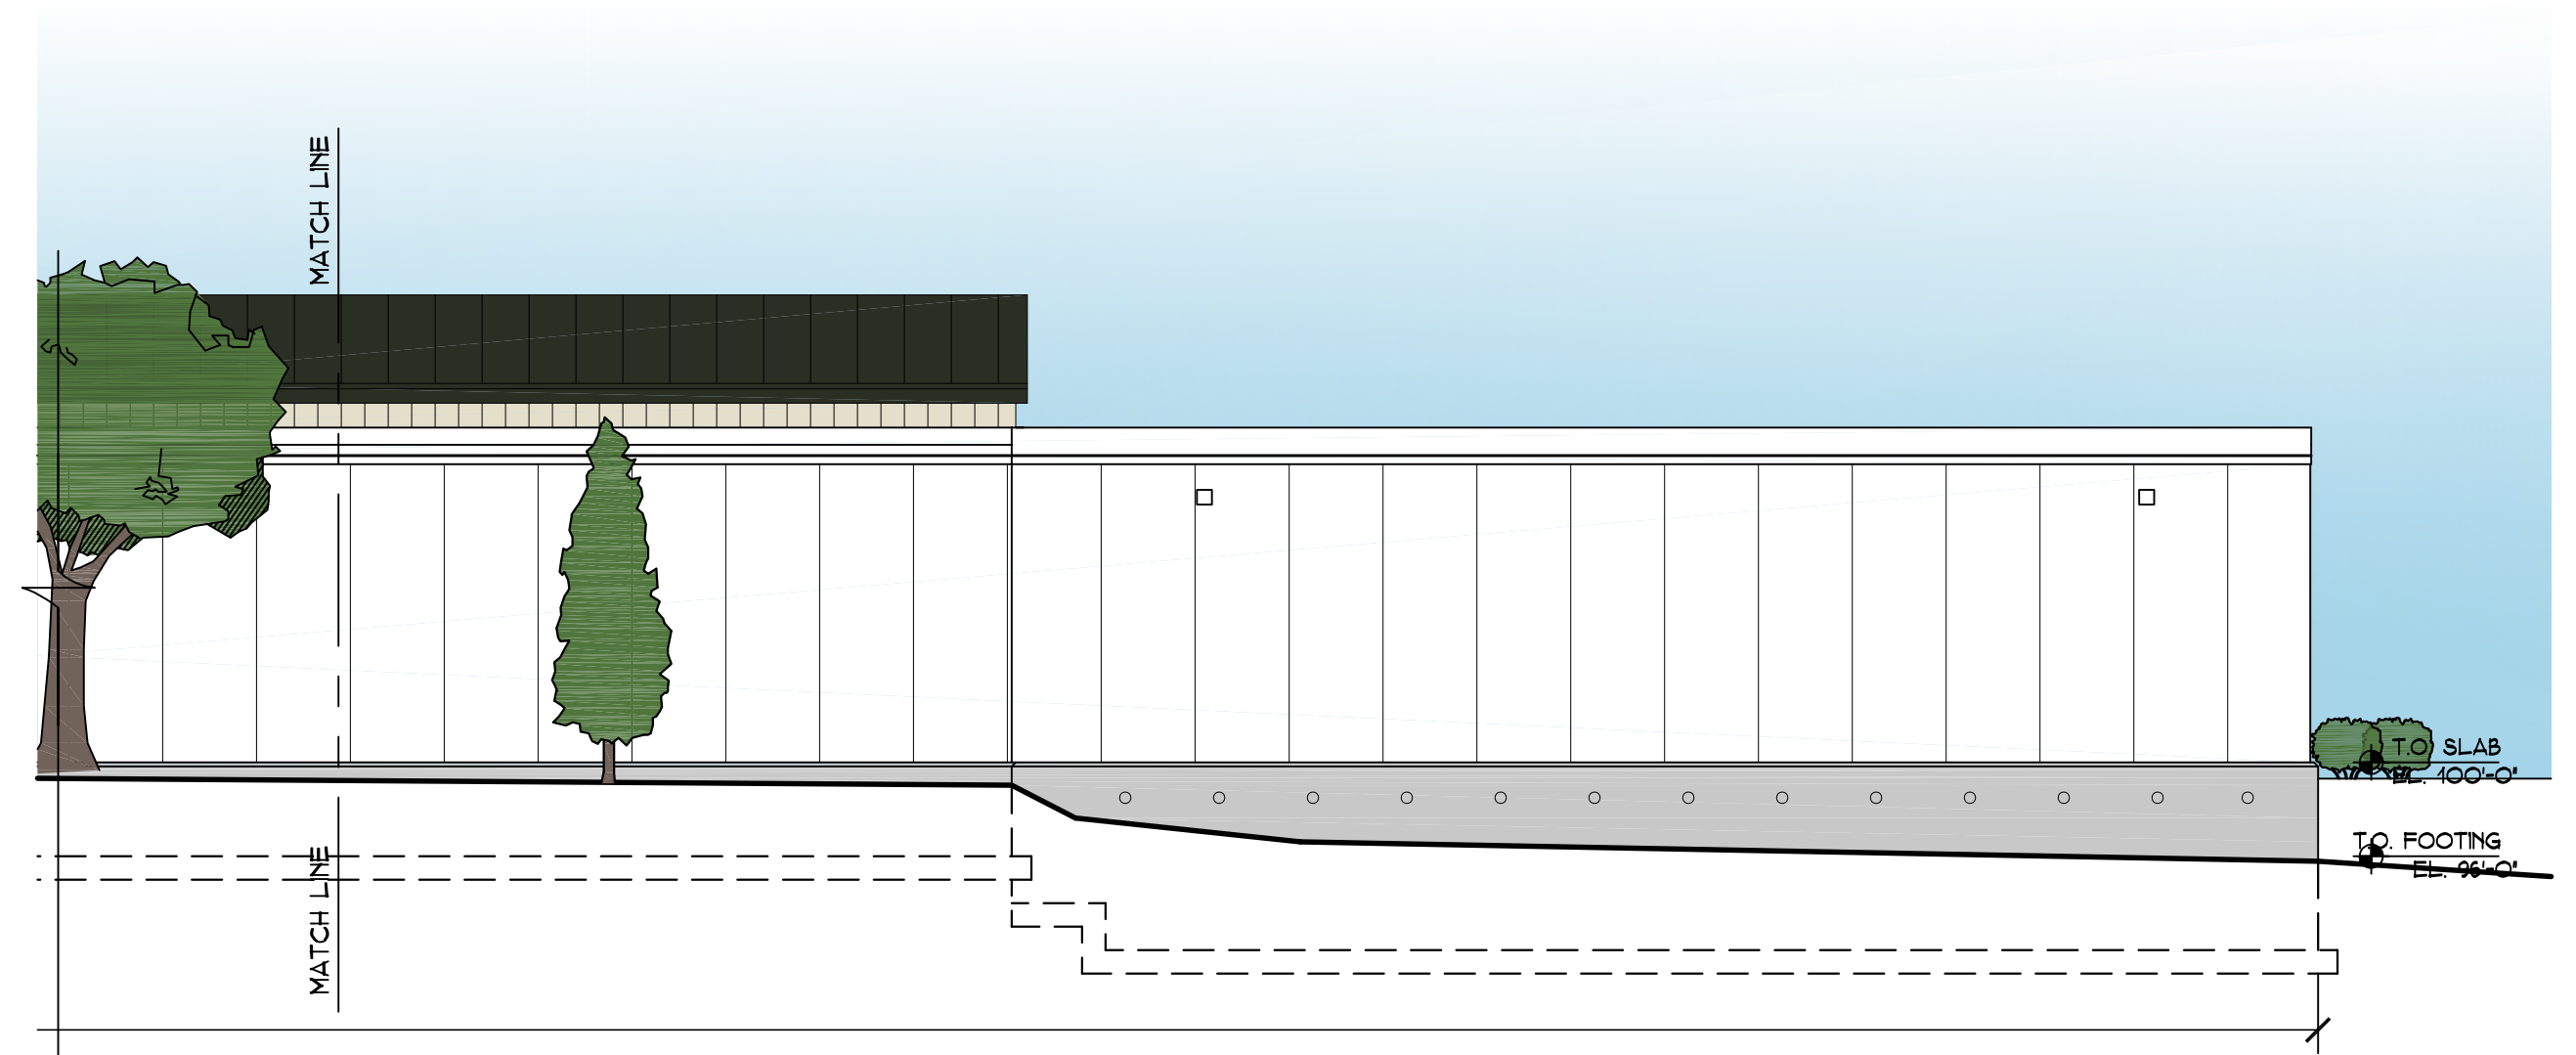 MATCH LINE
T.O. SLAB
EL. 100'-0"
T.O. FOOTING
EL. 96'-0"
MATCH LINE